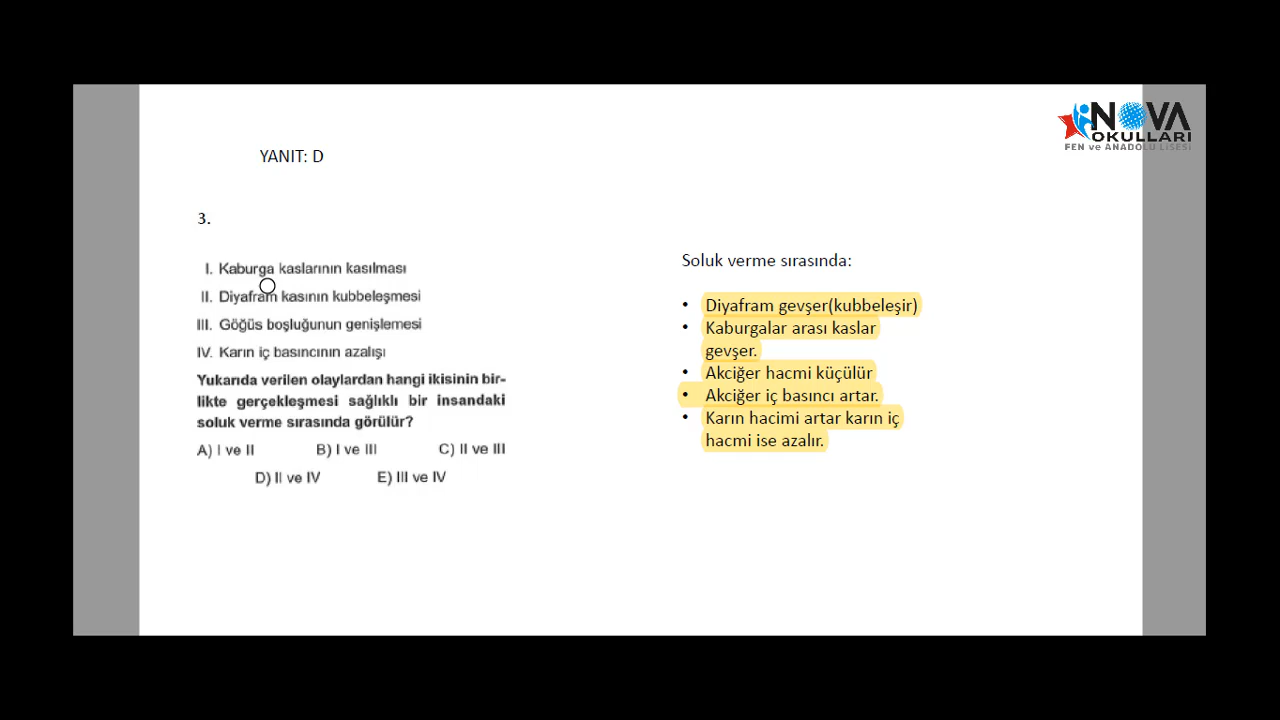 NOVA
OKULLARI
FEN ve ANADOLU LİSESİ
YANIT: D
3.
I. Kaburga kaslarının kasılması
II. Diyafram kasının kubbeleşmesi
III. Göğüs boşluğunun genişlemesi
IV. Karın iç basıncının azalışı
Yukarıda verilen olaylardan hangi ikisinin bir-
likte gerçekleşmesi sağlıklı bir insandaki
soluk verme sırasında görülür?
A) I ve II B) I ve III C) II ve III
D) II ve IV E) III ve IV
Soluk verme sırasında:
• Diyafram gevşer(kubbeleşir)
• Kaburgalar arası kaslar
gevşer.
• Akciğer hacmi küçülür
• Akciğer iç basıncı artar.
• Karın hacimi artar karın iç
hacmi ise azalır.